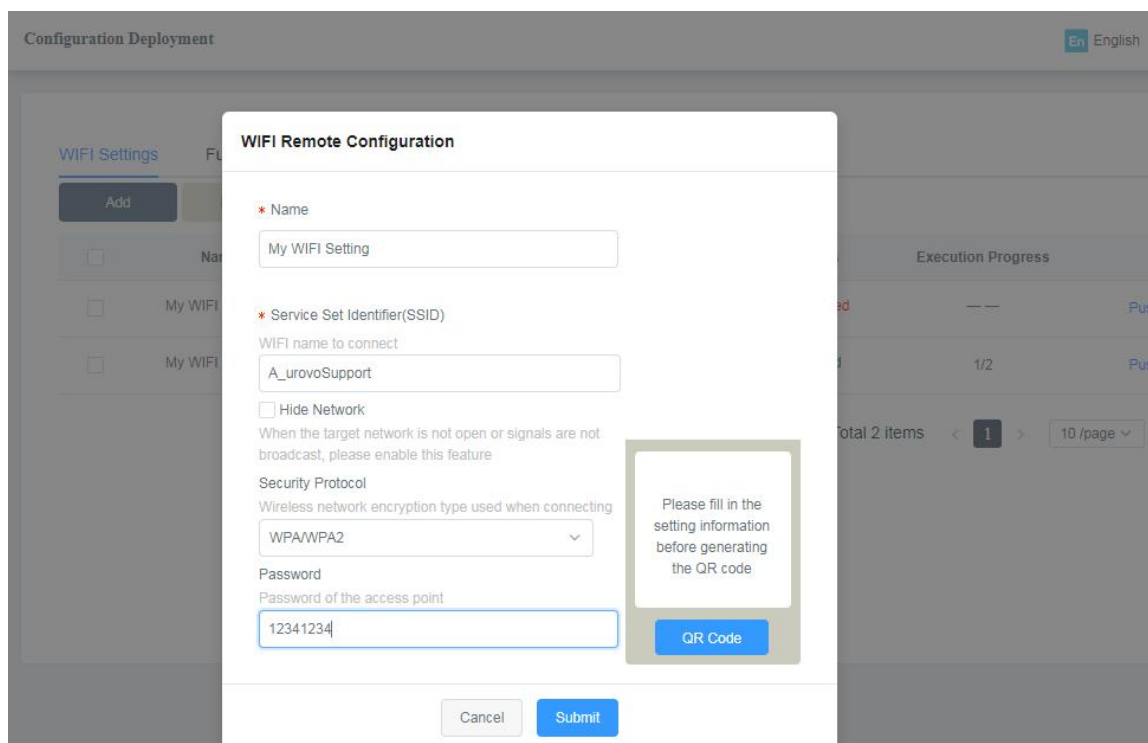 Configuration Deployment
En English
WIFI Remote Configuration
WIFI Settings
Add
* Name
My WIFI Setting
Execution Progress
My WIFI
— —
* Service Set Identifier(SSID)
WIFI name to connect
My WIFI
1/2
A_urovoSupport
Hide Network
When the target network is not open or signals are not
broadcast, please enable this feature
Total 2 items < 1 > 10 /page
Security Protocol
Wireless network encryption type used when connecting
WPA/WPA2
Password
Password of the access point
12341234
Please fill in the
setting information
before generating
the QR code
QR Code
Cancel Submit